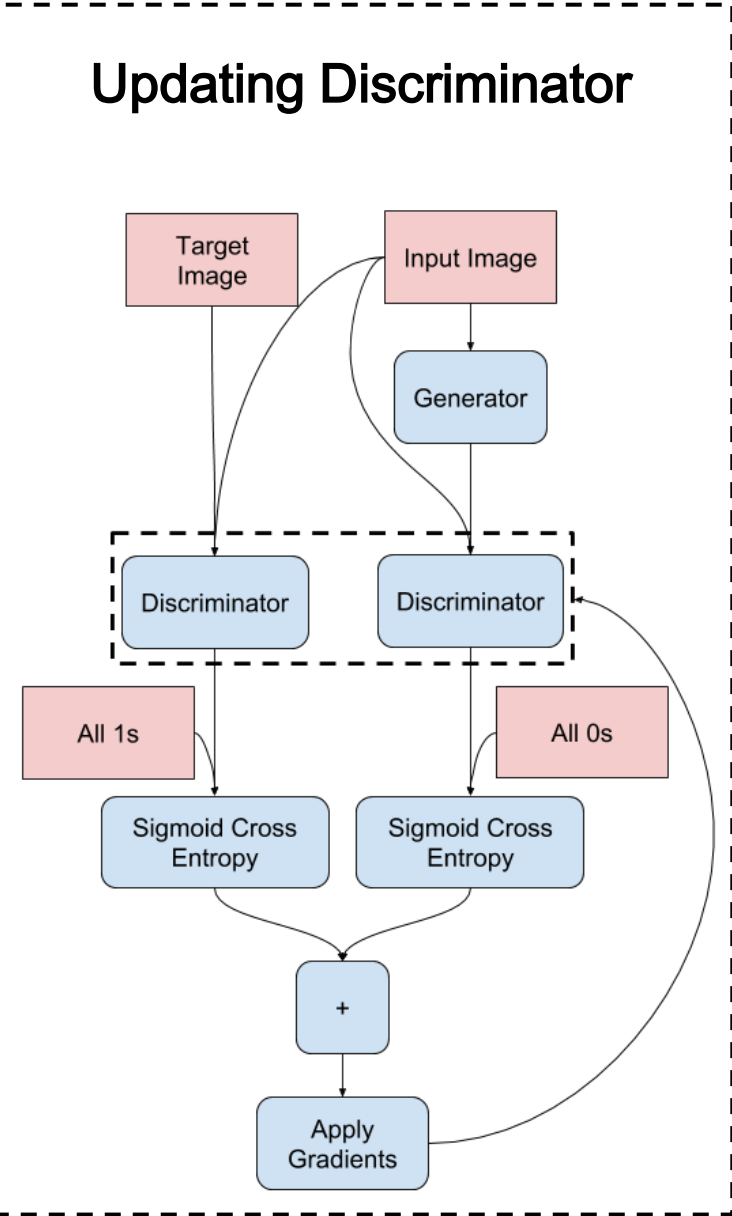 Updating Discriminator
Target
Image
Input Image
Generator
Discriminator
Discriminator
All 1s
All 0s
Sigmoid Cross
Entropy
Sigmoid Cross
Entropy
+
Apply
Gradients